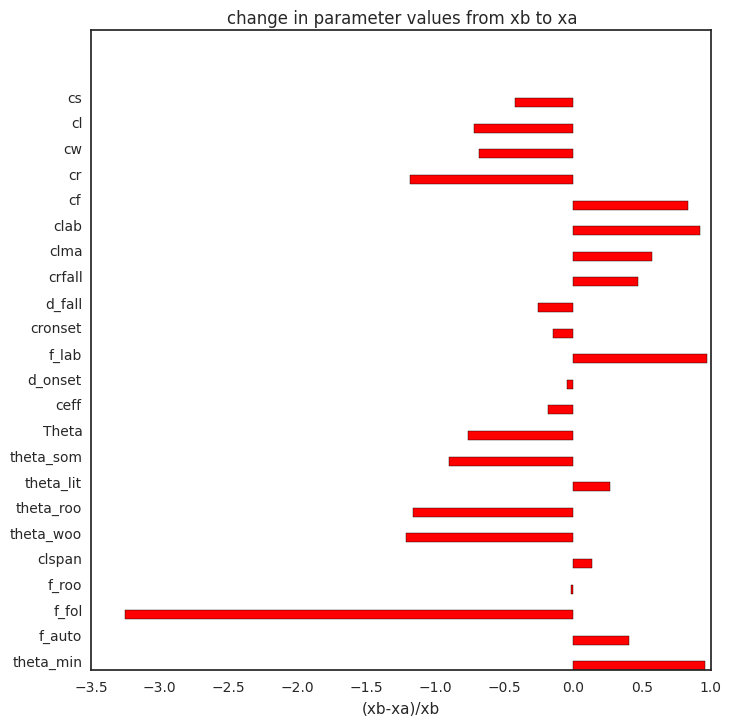 change in parameter values from xb to xa
cs
cl
cw
cr
cf
clab
clma
crfall
d_fall
cronset
f_lab
d_onset
ceff
Theta
theta_som
theta_lit
theta_roo
theta_woo
clspan
f_roo
f_fol
f_auto
theta_min
−3.5 −3.0 −2.5 −2.0 −1.5 −1.0 −0.5 0.0 0.5 1.0
(xb-xa)/xb